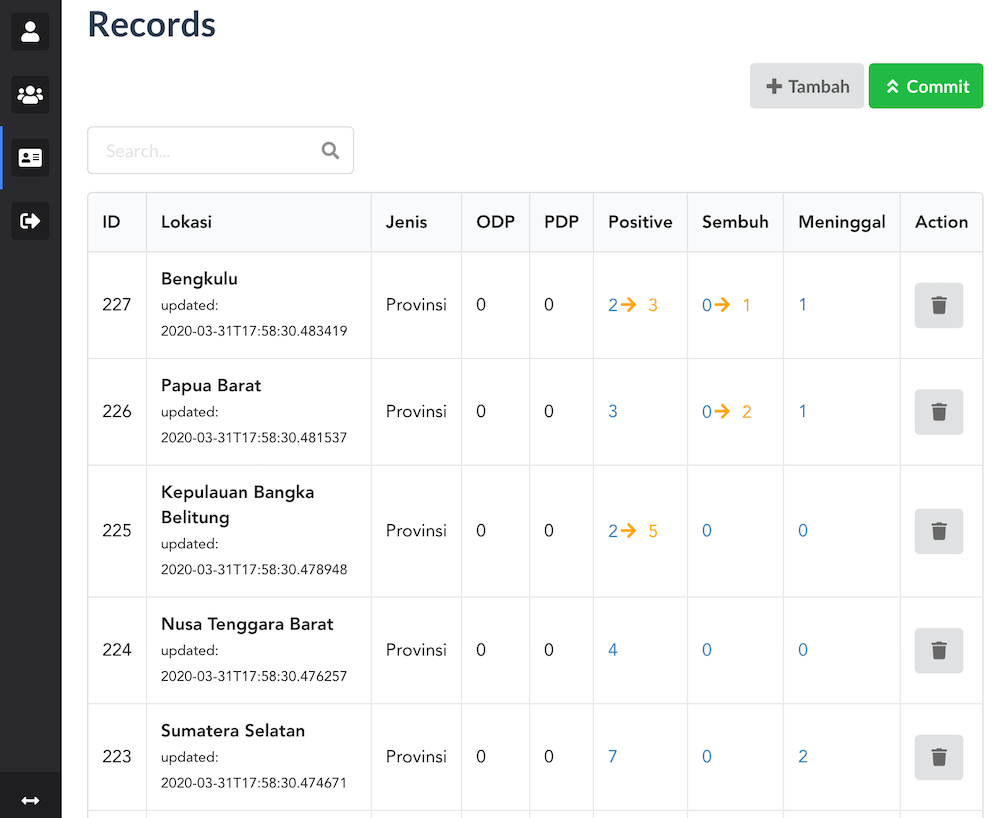 Records
Tambah
Commit
Search...
ID Lokasi Jenis ODP PDP Positive Sembuh Meninggal Action
Bengkulu
227 updated: Provinsi 0 0 2 3 0 1 1
2020-03-31T17:58:30.483419
Papua Barat
226 updated: Provinsi 0 0 3 0 2 1
2020-03-31T17:58:30.481537
Kepulauan Bangka
Belitung
225 updated: Provinsi 0 0 2 5 0 0
2020-03-31T17:58:30.478948
Nusa Tenggara Barat
224 updated: Provinsi 0 0 4 0 0
2020-03-31T17:58:30.476257
Sumatera Selatan
223 updated: Provinsi 0 0 7 0 2
2020-03-31T17:58:30.474671